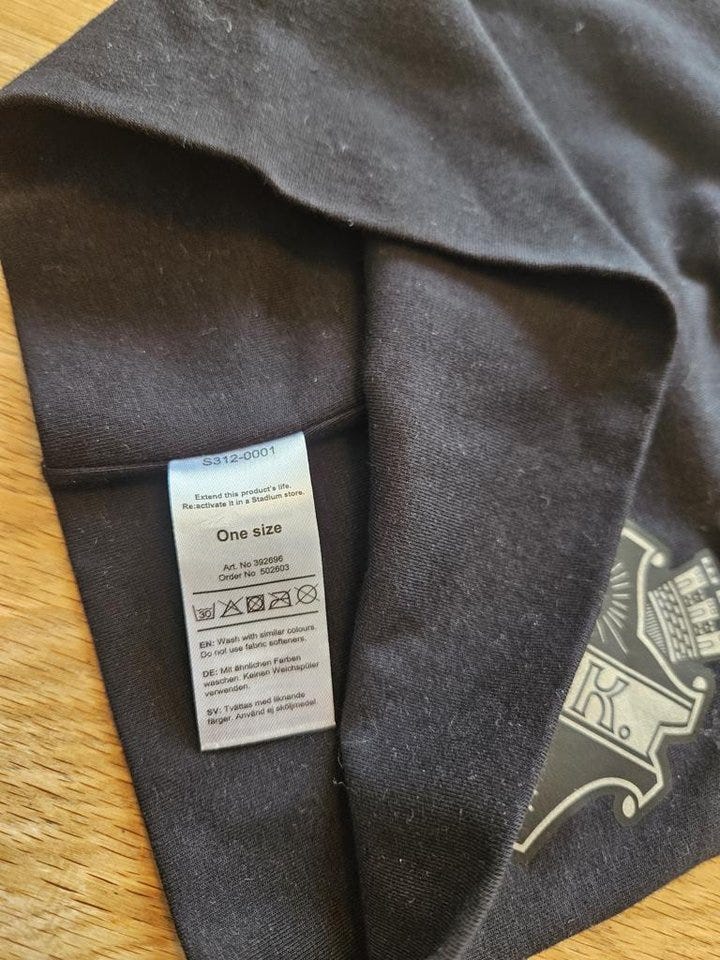 S312-0001
Extend this product's life.
Re:activate it in a Stadium store.
One size
Art. No 392696
Order No 502603
30
EN: Wash with similar colours.
Do not use fabric softeners.
DE: Mit ähnlichen Farben
waschen. Keinen Weichspüler
verwenden.
SV: Tvättas med liknande
färger. Använd ej sköljmedel.
K.